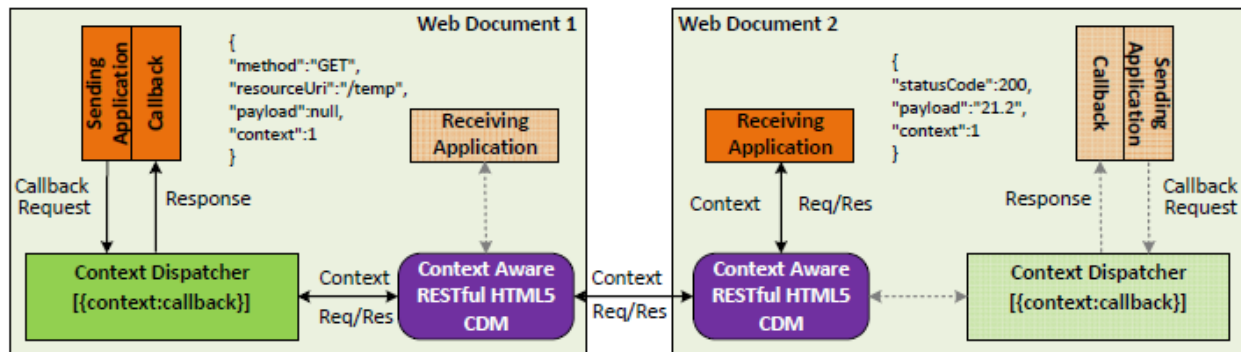 Web Document 1
Sending
Application
Callback
{
"method":"GET",
"resourceUri":"/temp",
"payload":null,
"context":1
}
Receiving
Application
Callback
Request
Response
Context Dispatcher
[{context:callback}]
Context
Req/Res
Context Aware
RESTful HTML5
CDM
Context
Req/Res
Web Document 2
Receiving
Application
{
"statusCode":200,
"payload":"21.2",
"context":1
}
Callback
Sending
Application
Context
Req/Res
Response
Callback
Request
Context Aware
RESTful HTML5
CDM
Context Dispatcher
[{context:callback}]